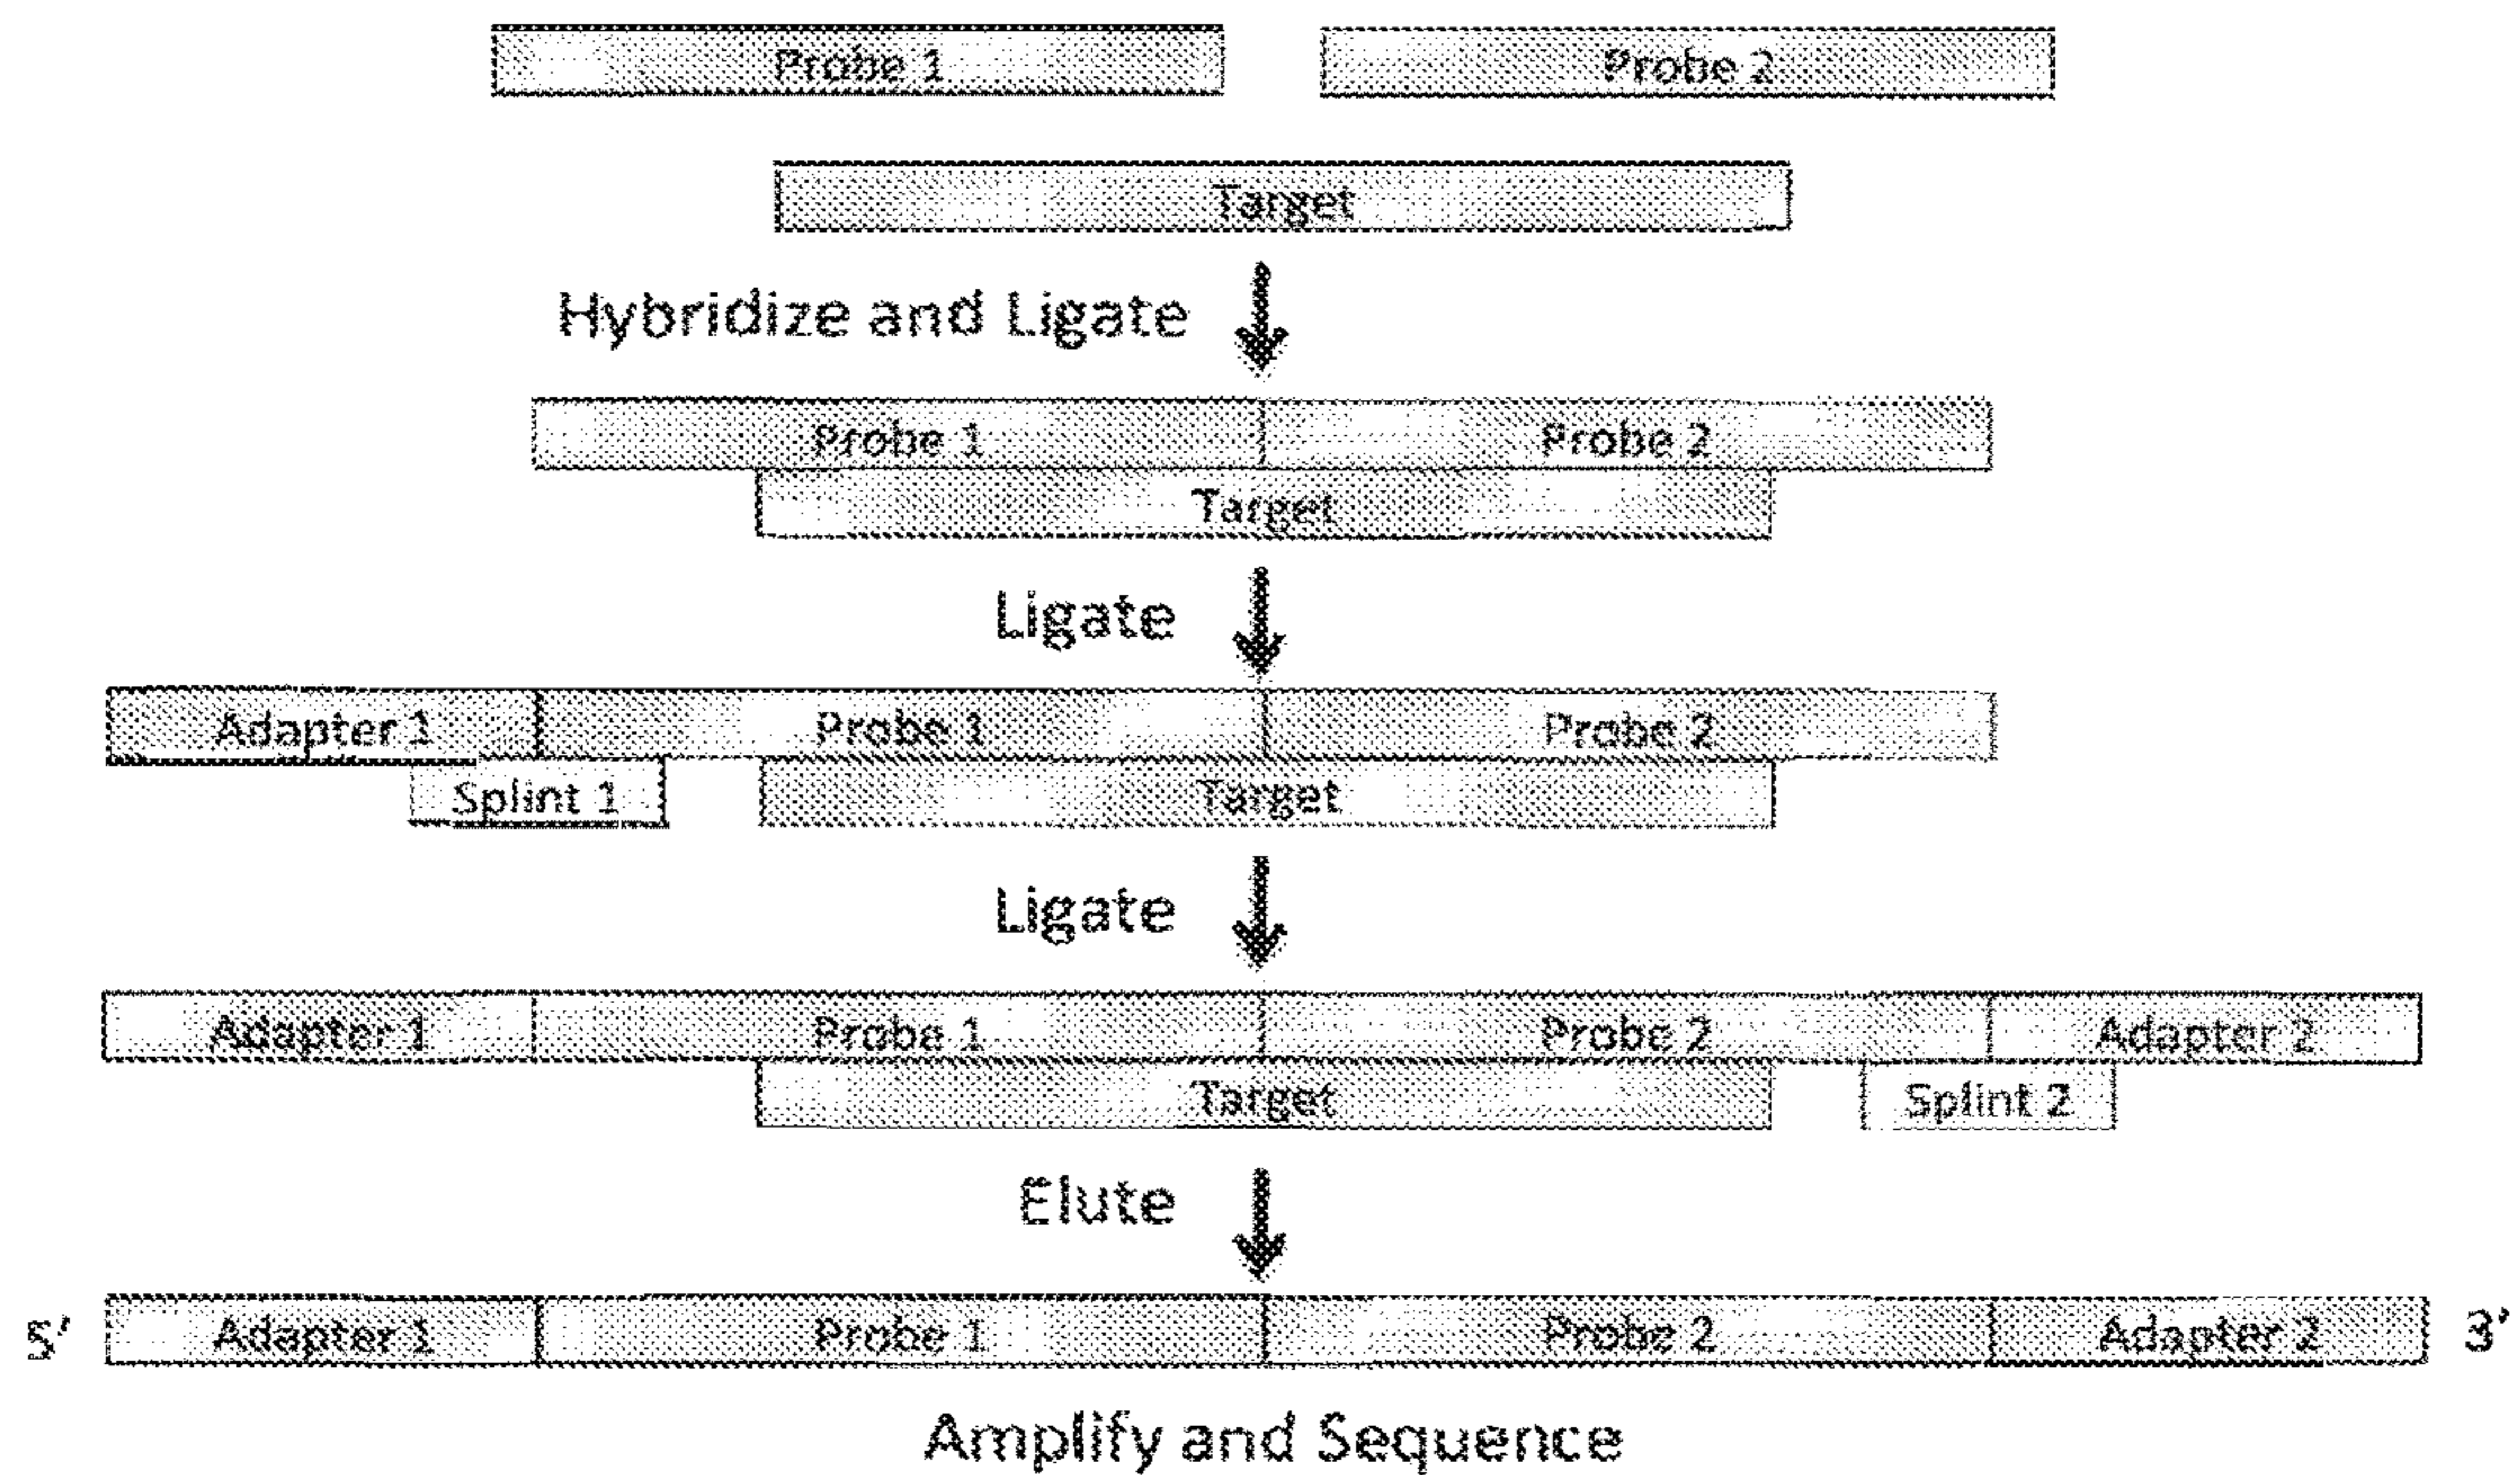 Probe 1 Probe 2
Target
Hybridize and Ligate
Probe 1 Probe 2
Target
Ligate
Adapter 1 Probe 1 Probe 2
Splint 1 Target
Ligate
Adapter 1 Probe 1 Probe 2 Adapter 2
Target Splint 2
Elute
5' Adapter 1 Probe 1 Probe 2 Adapter 2 3'
Amplify and Sequence